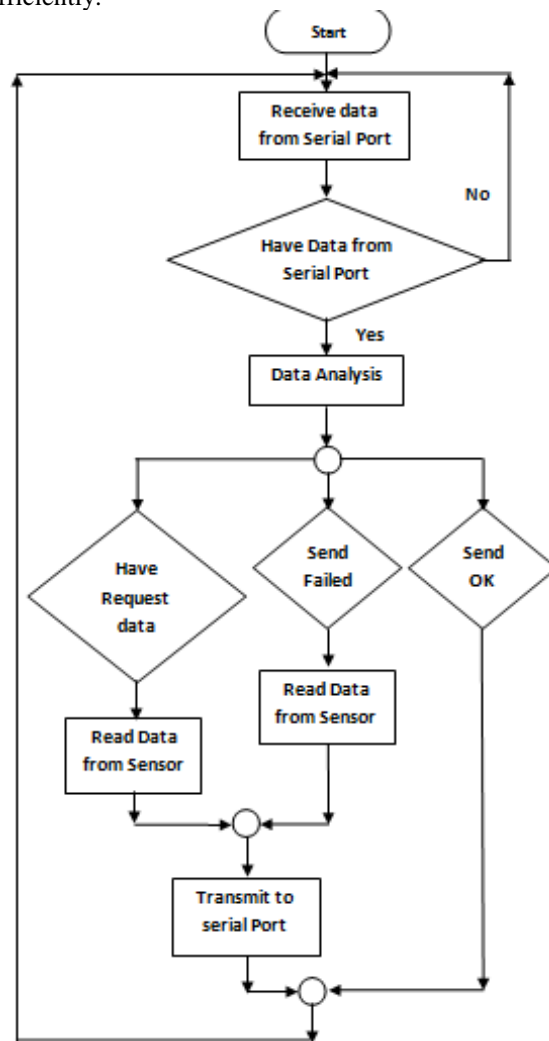 Start
Receive data
from Serial Port
No
Have Data from
Serial Port
Yes
Data Analysis
Have
Request
data
Send
Failed
Send
OK
Read Data
from Sensor
Read Data
from Sensor
Transmit to
serial Port